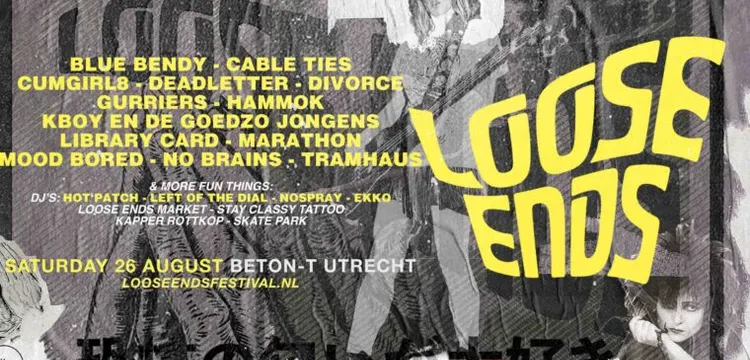 BLUE BENDY - CABLE TIES
CUMGIRL8 - DEADLETTER - DIVORCE
GURRIERS - HAMMOK
KBOY EN DE GOEDZO JONGENS
LIBRARY CARD - MARATHON
MOOD BORED - NO BRAINS - TRAMHAUS
& MORE FUN THINGS:
DJ'S: HOT PATCH - LEFT OF THE DIAL - NOSPRAY - EKKO
LOOSE ENDS MARKET - STAY CLASSY TATTOO
KAPPER ROTTKOP - SKATE PARK
SATURDAY 26 AUGUST BETON-T UTRECHT
LOOSEENDSFESTIVAL.NL
LOOSE
ENDS